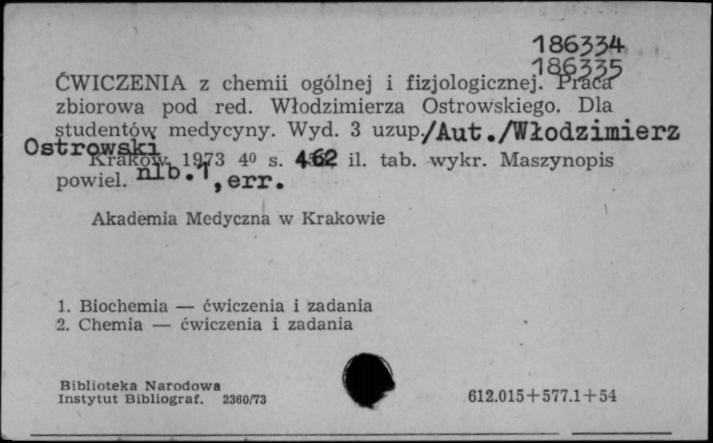 186334
186335
ĆWICZENIA z chemii ogólnej i fizjologicznej. Praca
zbiorowa pod red. Włodzimierza Ostrowskiego. Dla
studentów medycyny. Wyd. 3 uzup./Aut./Włodzimierz
Ostrowski
Kraków 1973 4⁰ s. 462 il. tab. wykr. Maszynopis
powiel. nlb.1, err.
Akademia Medyczna w Krakowie
1. Biochemia — ćwiczenia i zadania
2. Chemia — ćwiczenia i zadania
Biblioteka Narodowa
Instytut Bibliograf. 2360/73
612.015+577.1+54